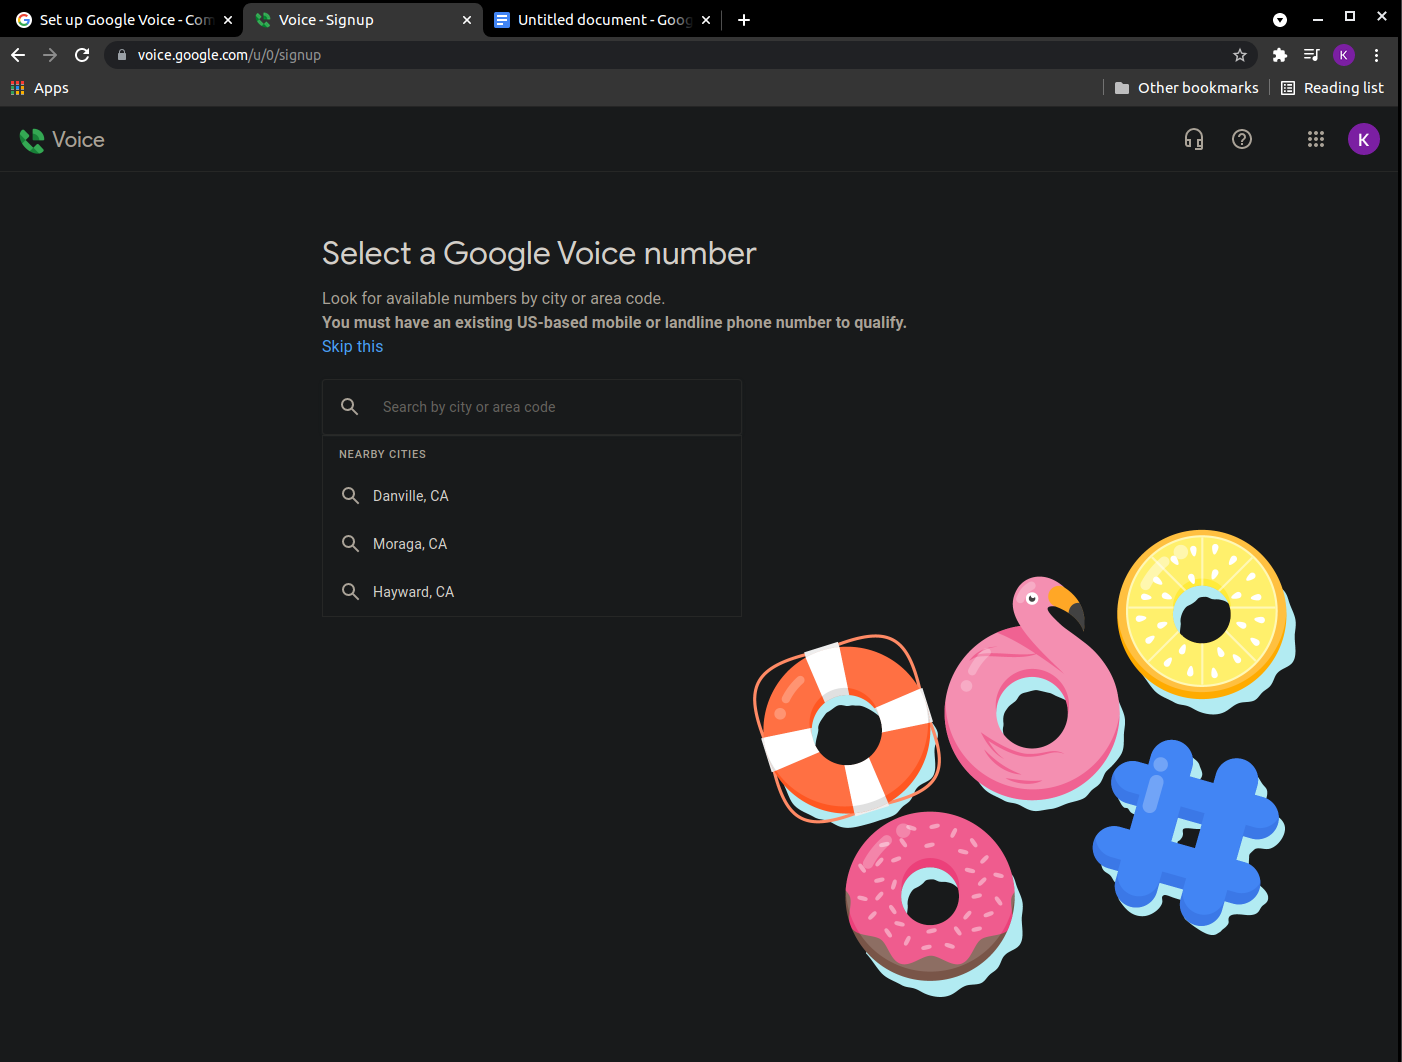 Set up Google Voice - Com
Voice - Signup
Untitled document - Goog
voice.google.com/u/0/signup
K
Apps
Other bookmarks
Reading list
Voice
K
Select a Google Voice number
Look for available numbers by city or area code.
You must have an existing US-based mobile or landline phone number to qualify.
Skip this
Search by city or area code
NEARBY CITIES
Danville, CA
Moraga, CA
Hayward, CA